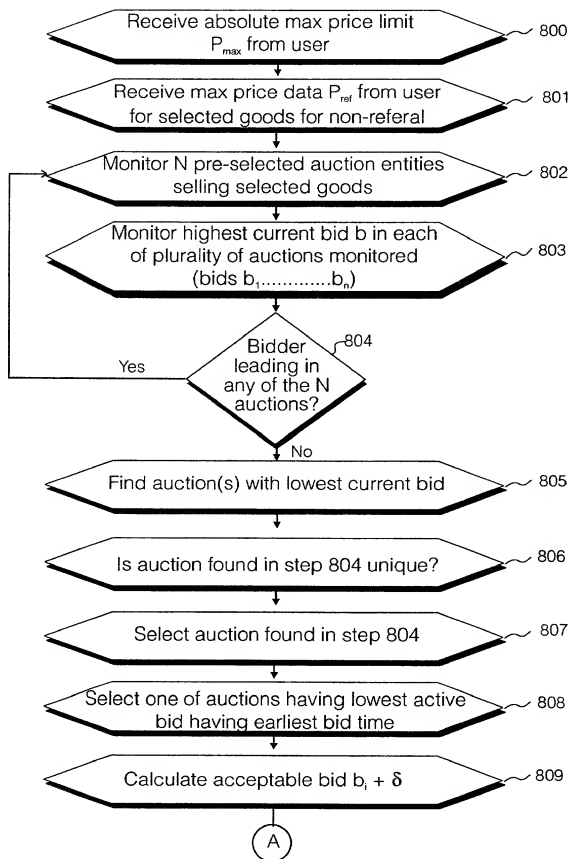 Receive absolute max price limit
Pmax from user
800
Receive max price data Pref from user
for selected goods for non-referal
801
Monitor N pre-selected auction entities
selling selected goods
802
Monitor highest current bid b in each
of plurality of auctions monitored
(bids b1.............bn)
803
804
Bidder
leading in
any of the N
auctions?
Yes
No
Find auction(s) with lowest current bid
805
Is auction found in step 804 unique?
806
Select auction found in step 804
807
Select one of auctions having lowest active
bid having earliest bid time
808
Calculate acceptable bid bi + δ
809
A